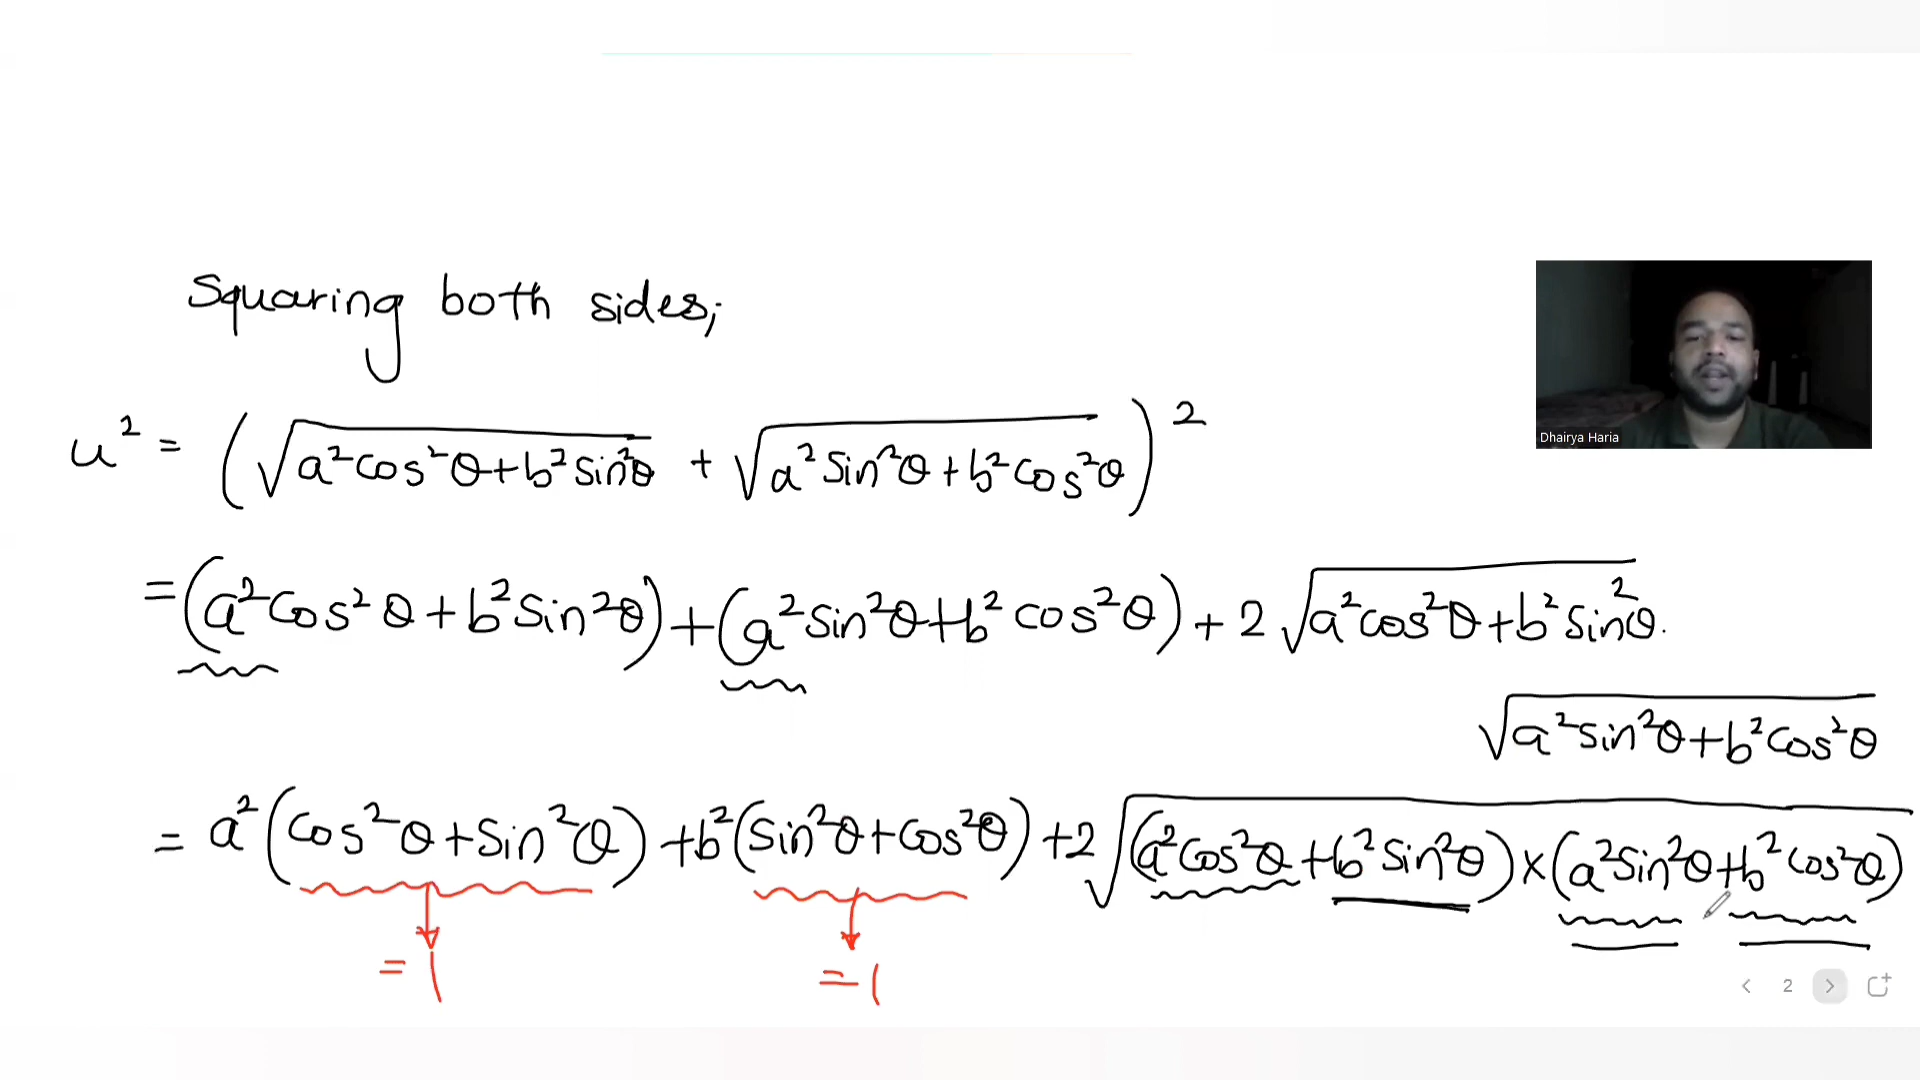 Squaring both sides;
u² = (√(a²cos²θ+b²sin²θ) + √(a²sin²θ+b²cos²θ))²
Dhairya Haria
=(a²cos²θ+b²sin²θ)+(a²sin²θ+b²cos²θ)+2√(a²cos²θ+b²sin²θ).
√(a²sin²θ+b²cos²θ)
= a²(cos²θ+sin²θ)+b²(sin²θ+cos²θ)+2√((a²cos²θ+b²sin²θ)×(a²sin²θ+b²cos²θ))
=1 =1
2